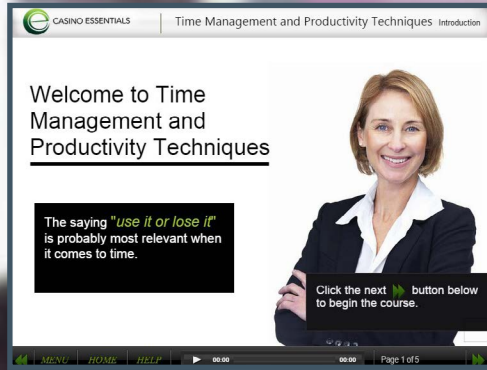 CASINO ESSENTIALS
Time Management and Productivity Techniques Introduction
Welcome to Time
Management and
Productivity Techniques
The saying "use it or lose it"
is probably most relevant when
it comes to time.
Click the next button below
to begin the course.
MENU HOME HELP 00:00 00:00 Page 1 of 5